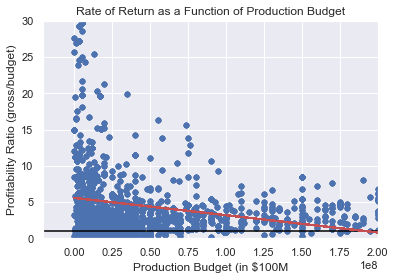 Rate of Return as a Function of Production Budget
Profitability Ratio (gross/budget)
30
25
20
15
10
5
0
0.00 0.25 0.50 0.75 1.00 1.25 1.50 1.75 2.00
1e8
Production Budget (in $100M